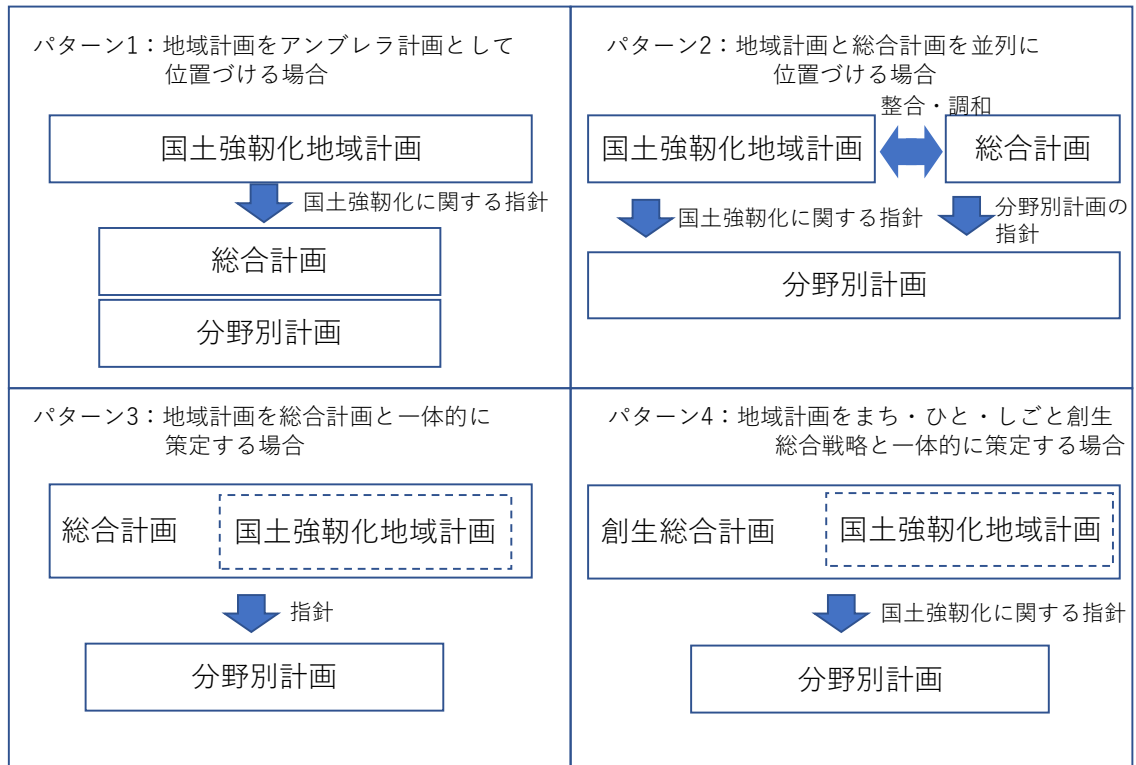 パターン1：地域計画をアンブレラ計画として
位置づける場合
国土強靭化地域計画
国土強靭化に関する指針
総合計画
分野別計画
パターン2：地域計画と総合計画を並列に
位置づける場合
整合・調和
国土強靭化地域計画
総合計画
国土強靭化に関する指針
分野別計画の
指針
分野別計画
パターン3：地域計画を総合計画と一体的に
策定する場合
総合計画
国土強靭化地域計画
指針
分野別計画
パターン4：地域計画をまち・ひと・しごと創生
総合戦略と一体的に策定する場合
創生総合計画
国土強靭化地域計画
国土強靭化に関する指針
分野別計画